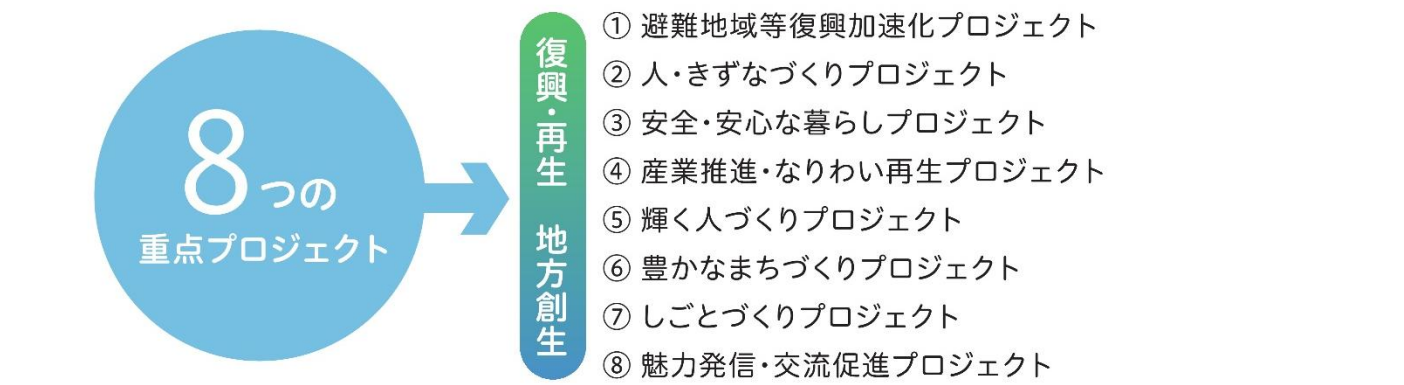 8つの
重点プロジェクト
復興・再生 地方創生
① 避難地域等復興加速化プロジェクト
② 人・きずなづくりプロジェクト
③ 安全・安心な暮らしプロジェクト
④ 産業推進・なりわい再生プロジェクト
⑤ 輝く人づくりプロジェクト
⑥ 豊かなまちづくりプロジェクト
⑦ しごとづくりプロジェクト
⑧ 魅力発信・交流促進プロジェクト